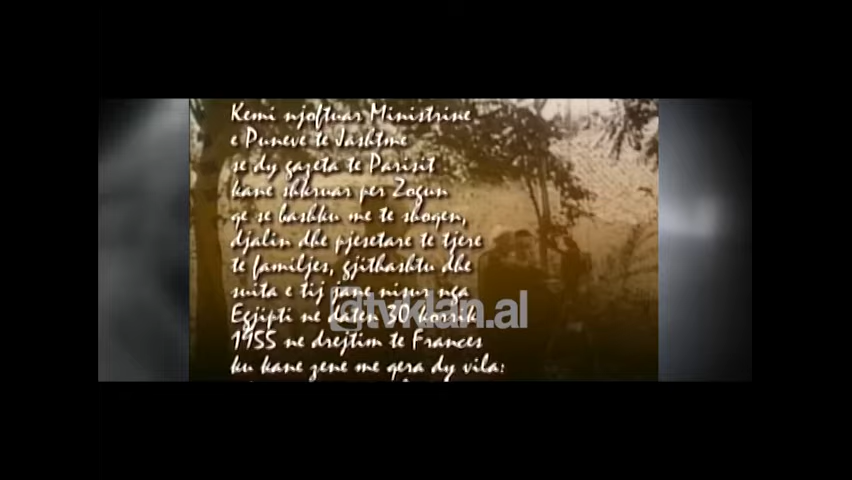 Kemi njoftuar Ministrine
e Puneve te Jashtme
se dy gazeta te Parisit
kane shkruar per Zogun
qe se bashku me te shoqen,
djalin dhe pjesetare te tjere
te familjes, gjithashtu dhe
suita e tij jane nisur nga
Egjipti ne daten 30 korrik
1955 ne drejtim te Frances
ku kane zene me qera dy vila:
tvklan.al